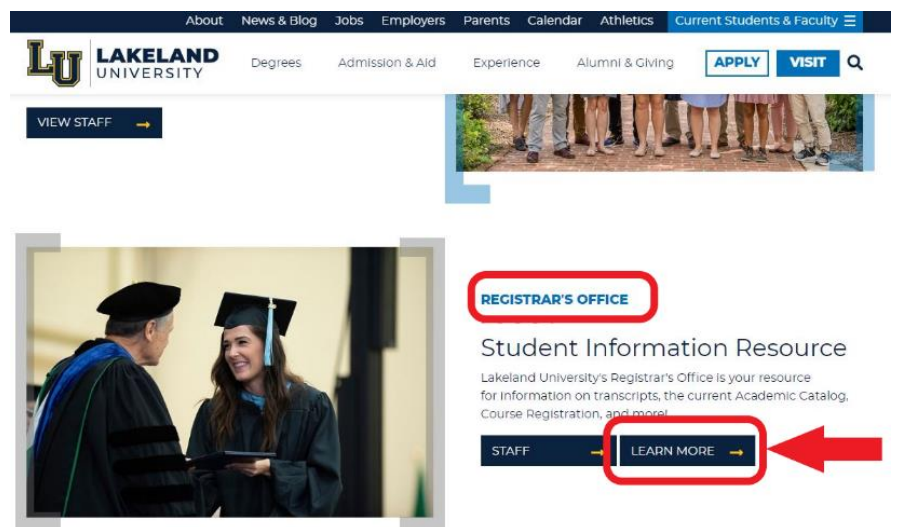 About News & Blog Jobs Employers Parents Calendar Athletics Current Students & Faculty
LU LAKELAND UNIVERSITY
Degrees Admission & Aid Experience Alumni & Giving APPLY VISIT
VIEW STAFF →
REGISTRAR'S OFFICE
Student Information Resource
Lakeland University's Registrar's Office is your resource
for information on transcripts, the current Academic Catalog,
Course Registration, and more!
STAFF → LEARN MORE →